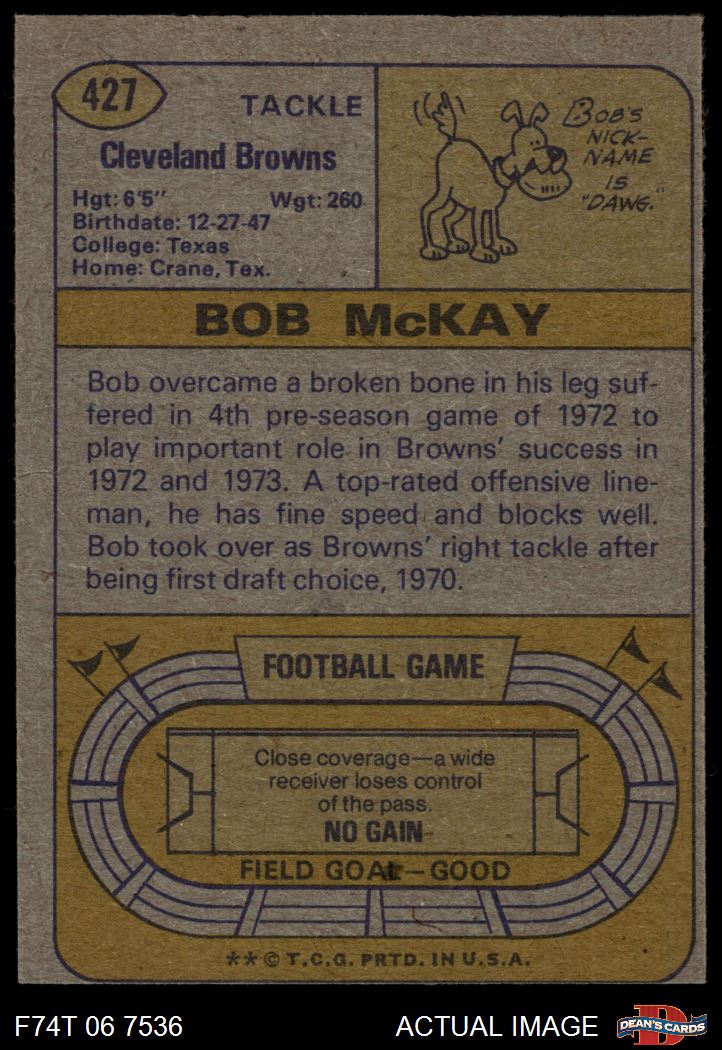 427
TACKLE
Cleveland Browns
Hgt: 6'5" Wgt: 260
Birthdate: 12-27-47
College: Texas
Home: Crane, Tex.
BOB'S
NICK-
NAME
IS
"DAWG."
BOB McKAY
Bob overcame a broken bone in his leg suf-
fered in 4th pre-season game of 1972 to
play important role in Browns' success in
1972 and 1973. A top-rated offensive line-
man, he has fine speed and blocks well.
Bob took over as Browns' right tackle after
being first draft choice, 1970.
FOOTBALL GAME
Close coverage—a wide
receiver loses control
of the pass.
NO GAIN
FIELD GOAL—GOOD
** © T.C.G. PRTD. IN U.S.A.
F74T 06 7536
ACTUAL IMAGE
D
DEAN'S CARDS